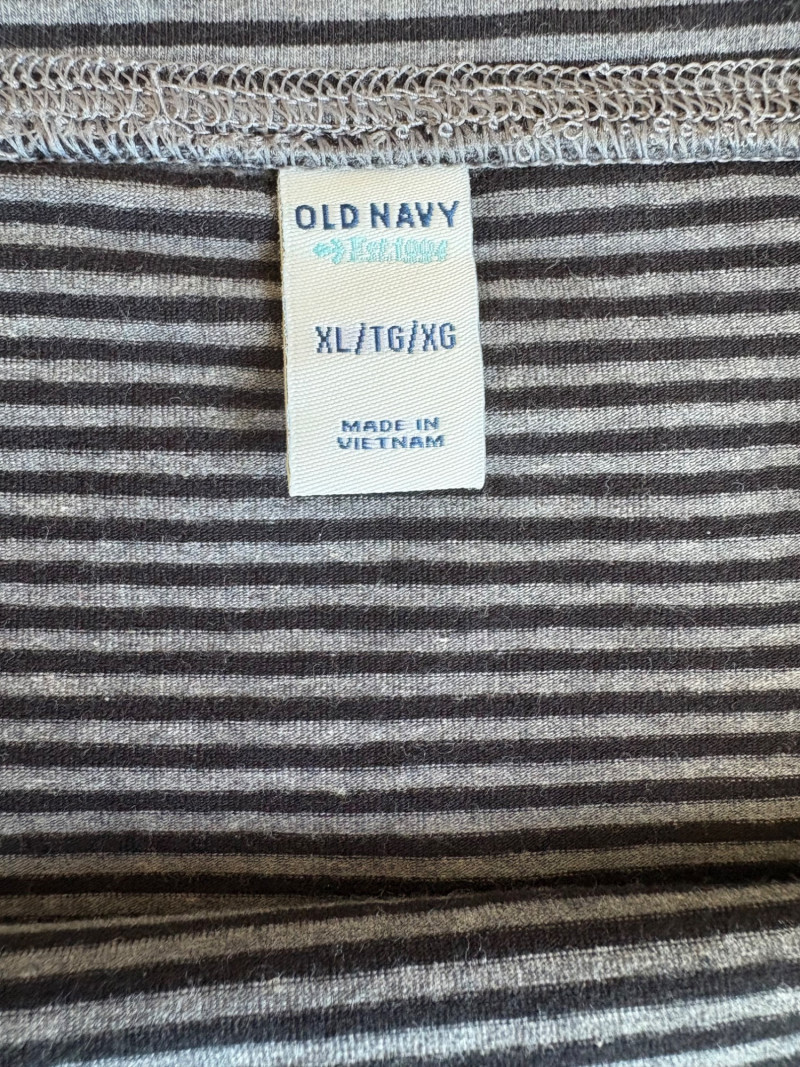 OLD NAVY
Est. 1994
XL/TG/XG
MADE IN
VIETNAM